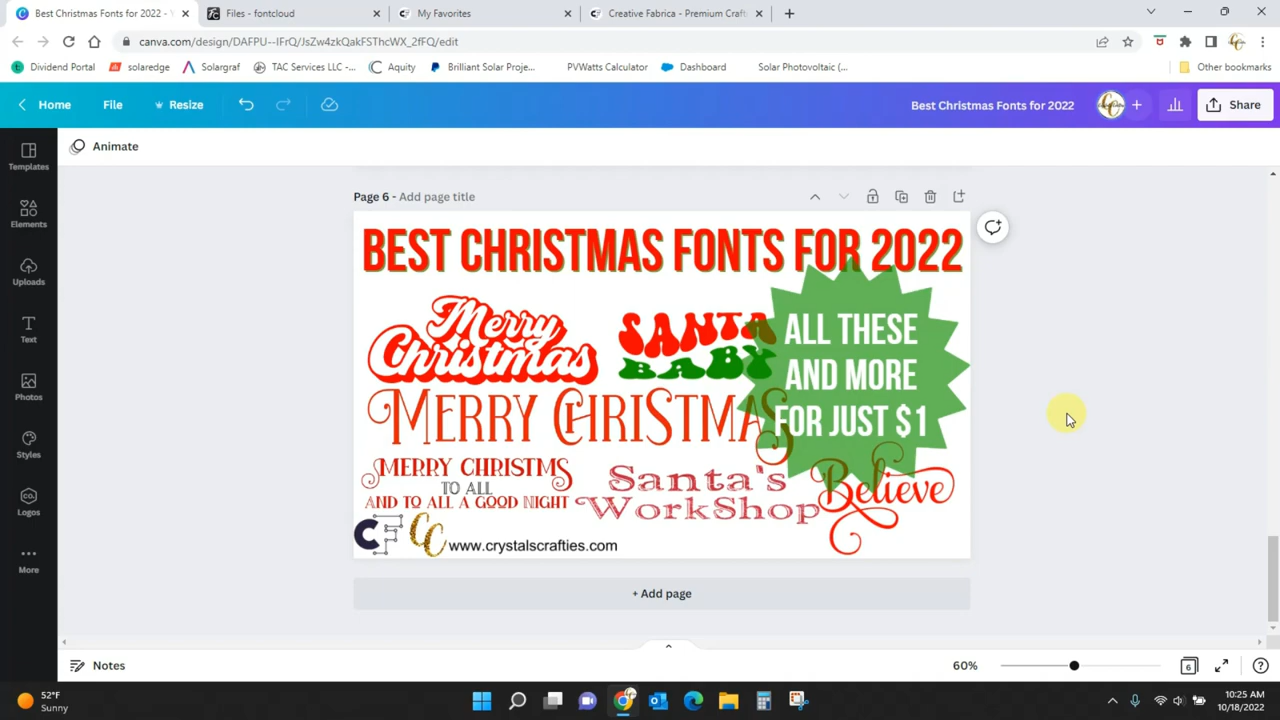 Best Christmas Fonts for 2022 - Y
Files - fontcloud
My Favorites
Creative Fabrica - Premium Craft
canva.com/design/DAFPU--IFrQ/JsZw4zkQakFSThcWX_2fFQ/edit
Dividend Portal
solaredge
Solargraf
TAC Services LLC -...
Aquity
Brilliant Solar Proje...
PVWatts Calculator
Dashboard
Solar Photovoltaic (...
Other bookmarks
Home
File
Resize
Best Christmas Fonts for 2022
Share
Animate
Templates
Elements
Uploads
Text
Photos
Styles
CO.
Logos
More
Page 6 - Add page title
BEST CHRISTMAS FONTS FOR 2022
Merry
Christmas
SANTA
BABY
ALL THESE
AND MORE
FOR JUST $1
MERRY CHRISTMAS
MERRY CHRISTMS
TO ALL
AND TO ALL A GOOD NIGHT
Santa's
WorkShop
Believe
CF
CC
www.crystalscrafties.com
+ Add page
Notes
60%
6
52°F
Sunny
10:25 AM
10/18/2022